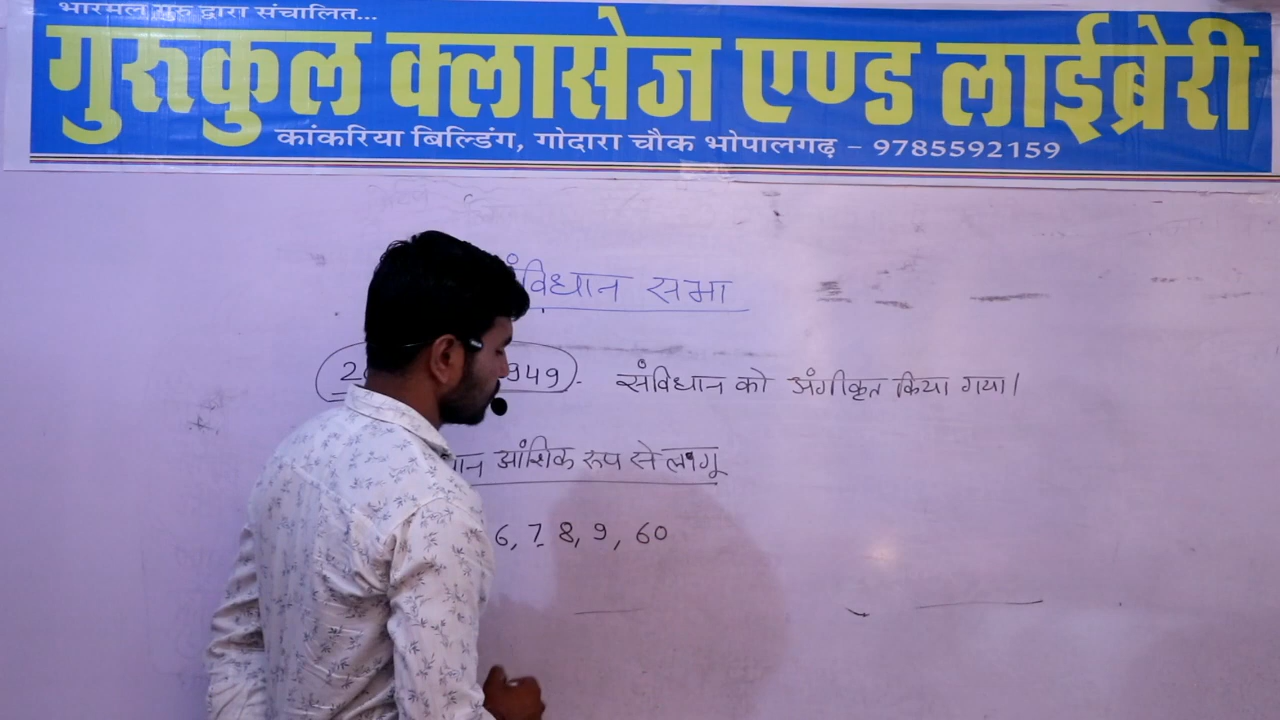 भारमल गुरु द्वारा संचालित...
गुरुकुल क्लासेज एण्ड लाईब्रेरी
कांकरिया बिल्डिंग, गोदारा चौक भोपालगढ़ – 9785592159
संविधान सभा
2 949). संविधान को अंगीकृत किया गया।
आंशिक रूप से लागू
6, 7, 8, 9, 60